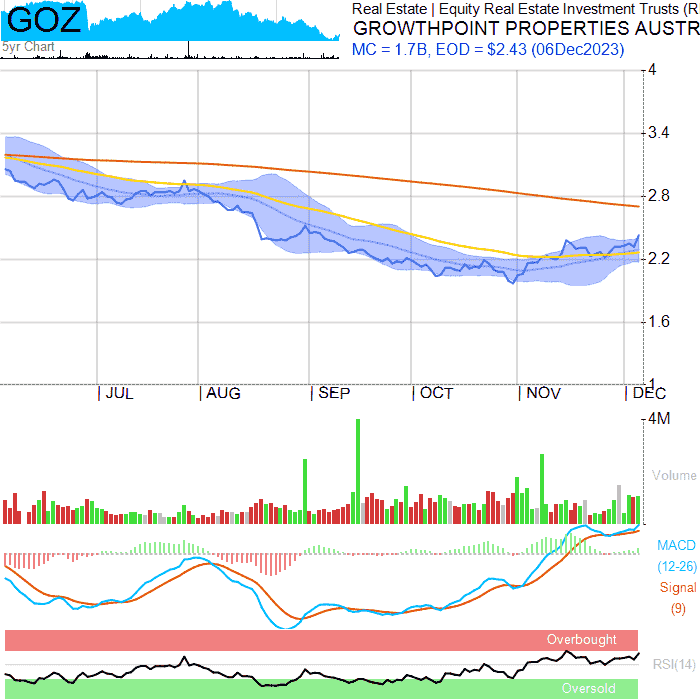 GOZ
5yr Chart
Real Estate | Equity Real Estate Investment Trusts (R
GROWTHPOINT PROPERTIES AUSTR
MC = 1.7B, EOD = $2.43 (06Dec2023)
4
3.4
2.8
2.2
1.6
1
JUL AUG SEP OCT NOV DEC
4M
Volume
MACD
(12-26)
Signal
(9)
Overbought
RSI(14)
Oversold